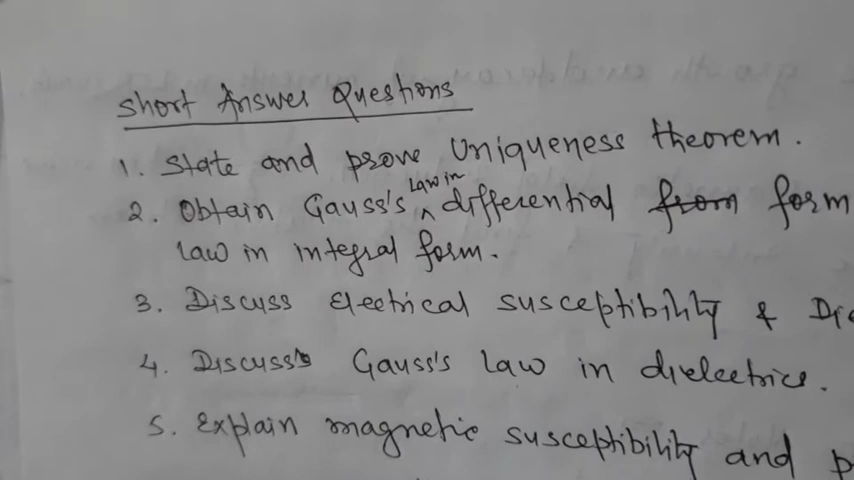 Short Answer Questions
1. State and prove Uniqueness theorem.
2. Obtain Gauss's Law in differential form
law in integral form.
3. Discuss Electrical susceptibility &
4. Discuss Gauss's Law in dielectrics.
5. Explain magnetic susceptibility and